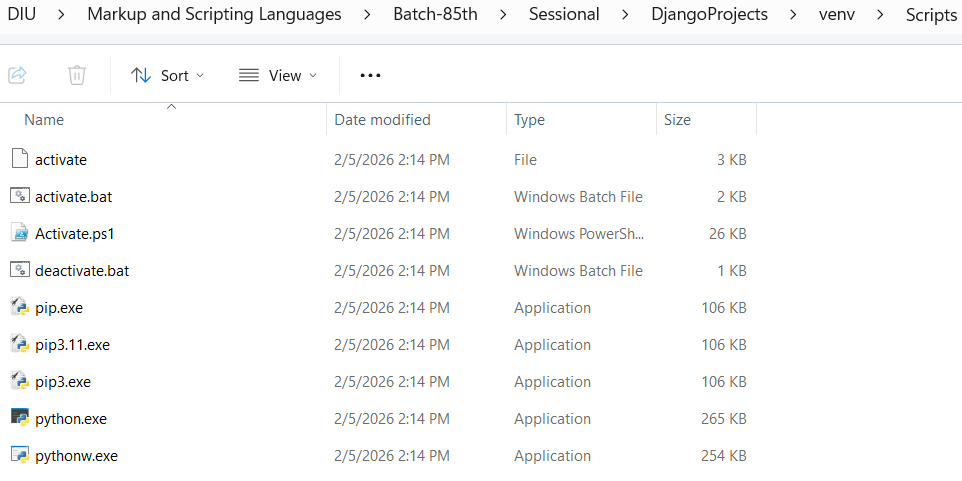 DIU > Markup and Scripting Languages > Batch-85th > Sessional > DjangoProjects > venv > Scripts
Sort View
Name Date modified Type Size
activate 2/5/2026 2:14 PM File 3 KB
activate.bat 2/5/2026 2:14 PM Windows Batch File 2 KB
Activate.ps1 2/5/2026 2:14 PM Windows PowerSh... 26 KB
deactivate.bat 2/5/2026 2:14 PM Windows Batch File 1 KB
pip.exe 2/5/2026 2:14 PM Application 106 KB
pip3.11.exe 2/5/2026 2:14 PM Application 106 KB
pip3.exe 2/5/2026 2:14 PM Application 106 KB
python.exe 2/5/2026 2:14 PM Application 265 KB
pythonw.exe 2/5/2026 2:14 PM Application 254 KB